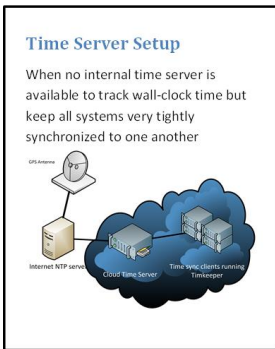 Time Server Setup
When no internal time server is
available to track wall-clock time but
keep all systems very tightly
synchronized to one another
GPS Antenna
Internet NTP server
Cloud Time Server
Time sync clients running
Timkeeper